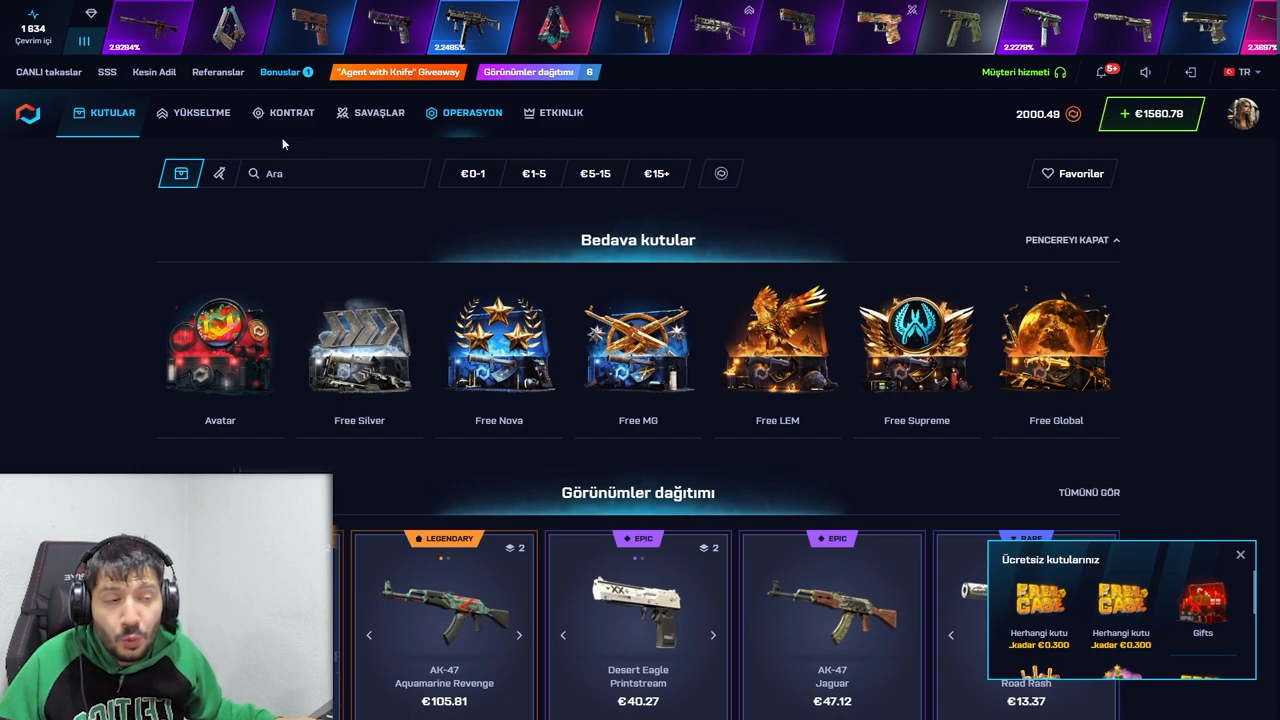 1 634
Çevrim içi
2.9284%
2.2485%
2.2278%
2.3697%
CANLI takaslar
SSS
Kesin Adil
Referanslar
Bonuslar 1
"Agent with Knife" Giveaway
Görünümler dağıtımı 6
Müşteri hizmeti
5+
TR
KUTULAR
YÜKSELTME
KONTRAT
SAVAŞLAR
OPERASYON
ETKINLIK
2000.49
+ €1560.78
Ara
€0-1
€1-5
€5-15
€15+
Favoriler
Bedava kutular
PENCEREYI KAPAT
Avatar
Free Silver
Free Nova
Free MG
Free LEM
Free Supreme
Free Global
Görünümler dağıtımı
TÜMÜNÜ GÖR
LEGENDARY
2
AK-47
Aquamarine Revenge
€105.81
EPIC
2
Desert Eagle
Printstream
€40.27
EPIC
AK-47
Jaguar
€47.12
RARE
Road Rash
€13.37
Ücretsiz kutularınız
FREE CASE
Herhangi kutu
_kadar €0.300
FREE CASE
Herhangi kutu
_kadar €0.300
Gifts
CELTICS